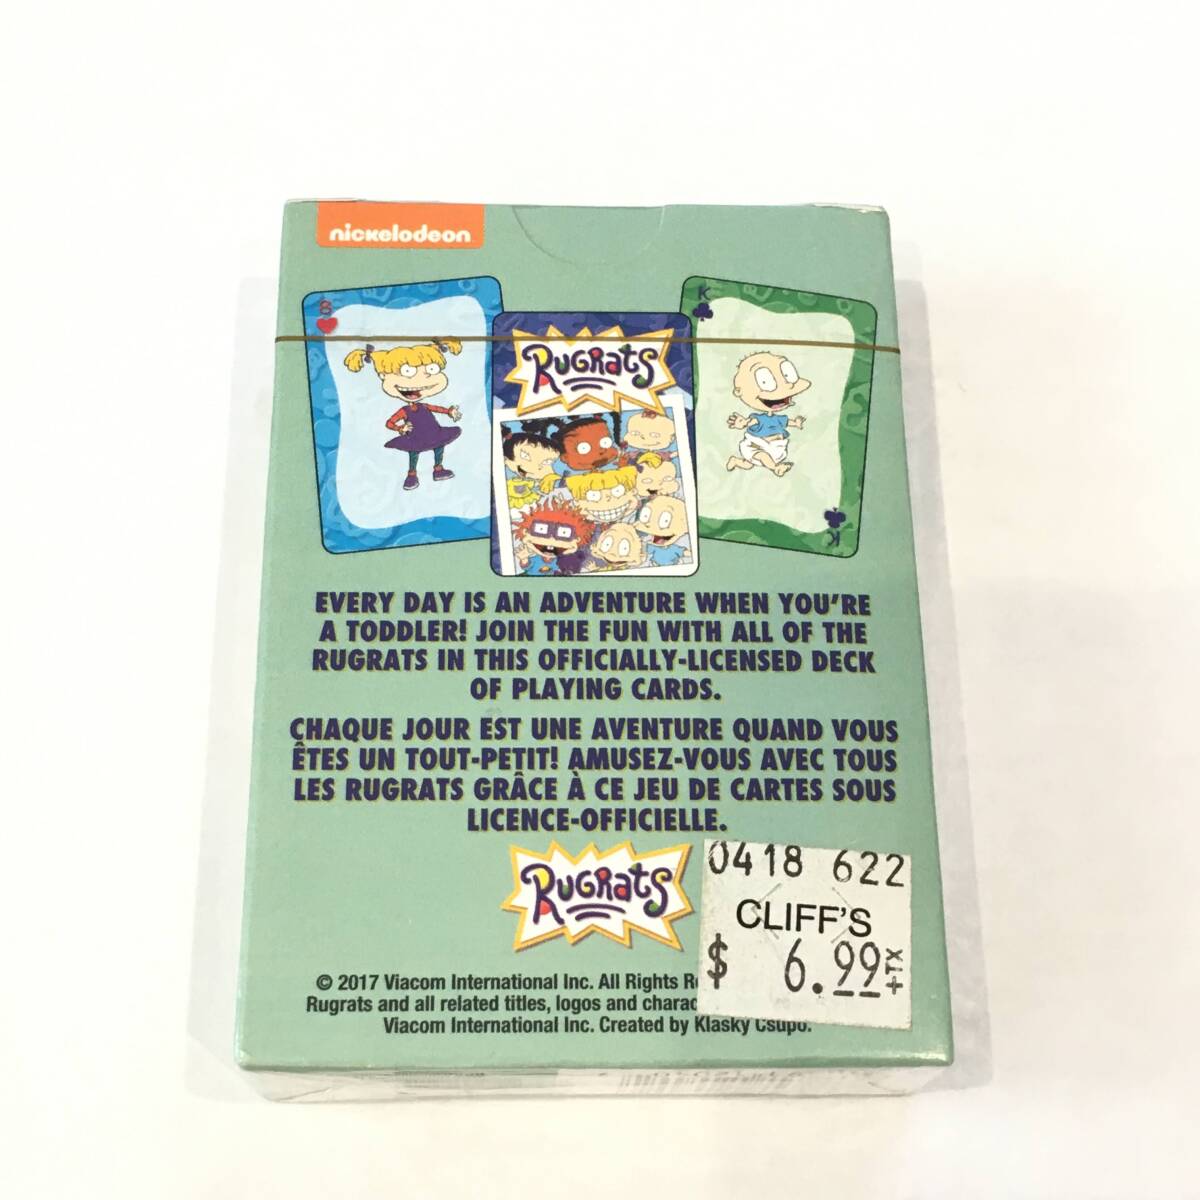 nickelodeon
8
K
RUGRATS
K
EVERY DAY IS AN ADVENTURE WHEN YOU'RE
A TODDLER! JOIN THE FUN WITH ALL OF THE
RUGRATS IN THIS OFFICIALLY-LICENSED DECK
OF PLAYING CARDS.
CHAQUE JOUR EST UNE AVENTURE QUAND VOUS
ÊTES UN TOUT-PETIT! AMUSEZ-VOUS AVEC TOUS
LES RUGRATS GRÂCE À CE JEU DE CARTES SOUS
LICENCE-OFFICIELLE.
RUGRATS
0418 622
CLIFF'S
$ 6.99 +TX
© 2017 Viacom International Inc. All Rights
Rugrats and all related titles, logos and
Viacom International Inc. Created by Klasky Csupo.